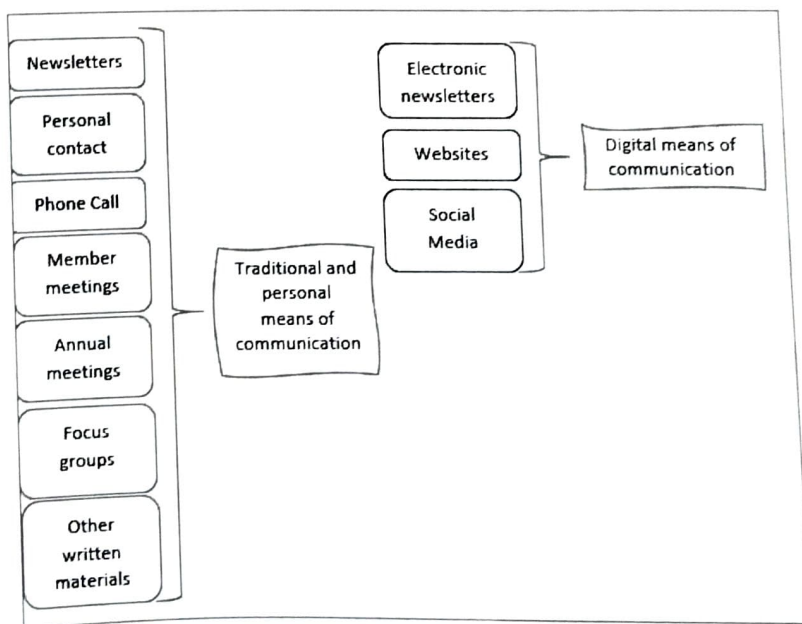 Newsletters
Personal
contact
Phone Call
Member
meetings
Annual
meetings
Focus
groups
Other
written
materials
Traditional and
personal
means of
communication
Electronic
newsletters
Websites
Social
Media
Digital means of
communication